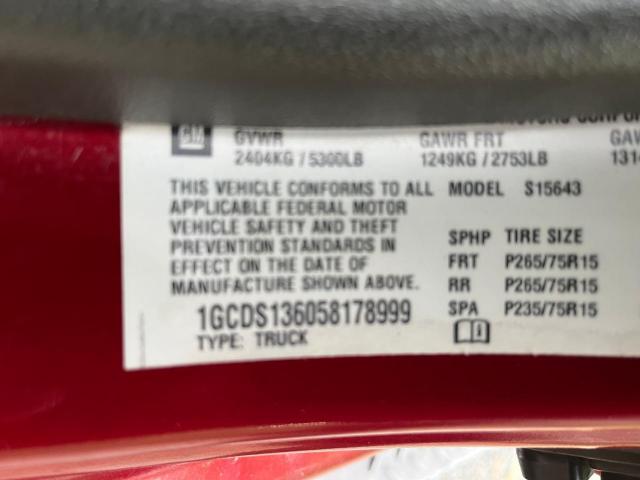 GM
GVWR GAWR FRT
2404KG / 5300LB 1249KG / 2753LB
THIS VEHICLE CONFORMS TO ALL
APPLICABLE FEDERAL MOTOR
VEHICLE SAFETY AND THEFT
PREVENTION STANDARDS IN
EFFECT ON THE DATE OF
MANUFACTURE SHOWN ABOVE.
1GCDS136058178999
TYPE: TRUCK
MODEL S15643
SPHP TIRE SIZE
FRT P265/75R15
RR P265/75R15
SPA P235/75R15